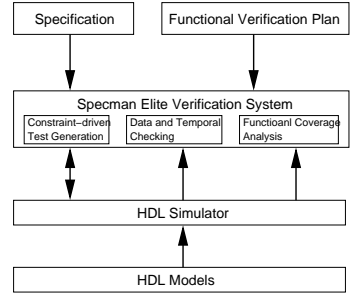 Specification
Functional Verification Plan
Specman Elite Verification System
Constraint−driven
Test Generation
Data and Temporal
Checking
Functioanl Coverage
Analysis
HDL Simulator
HDL Models